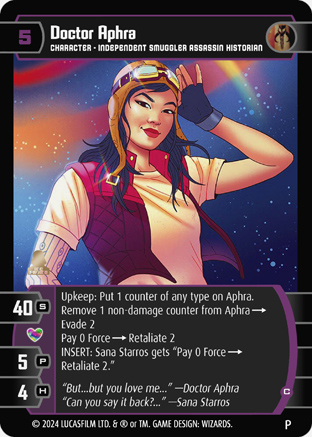 5
Doctor Aphra
CHARACTER - INDEPENDENT SMUGGLER ASSASSIN HISTORIAN
40 S
5 P
4 H
Upkeep: Put 1 counter of any type on Aphra.
Remove 1 non-damage counter from Aphra →
Evade 2
Pay 0 Force → Retaliate 2
INSERT: Sana Starros gets “Pay 0 Force →
Retaliate 2.”
“But...but you love me...” —Doctor Aphra
“Can you say it back?...” —Sana Starros
C
© 2024 LUCASFILM LTD. & ® or TM. GAME DESIGN: WIZARDS.
P